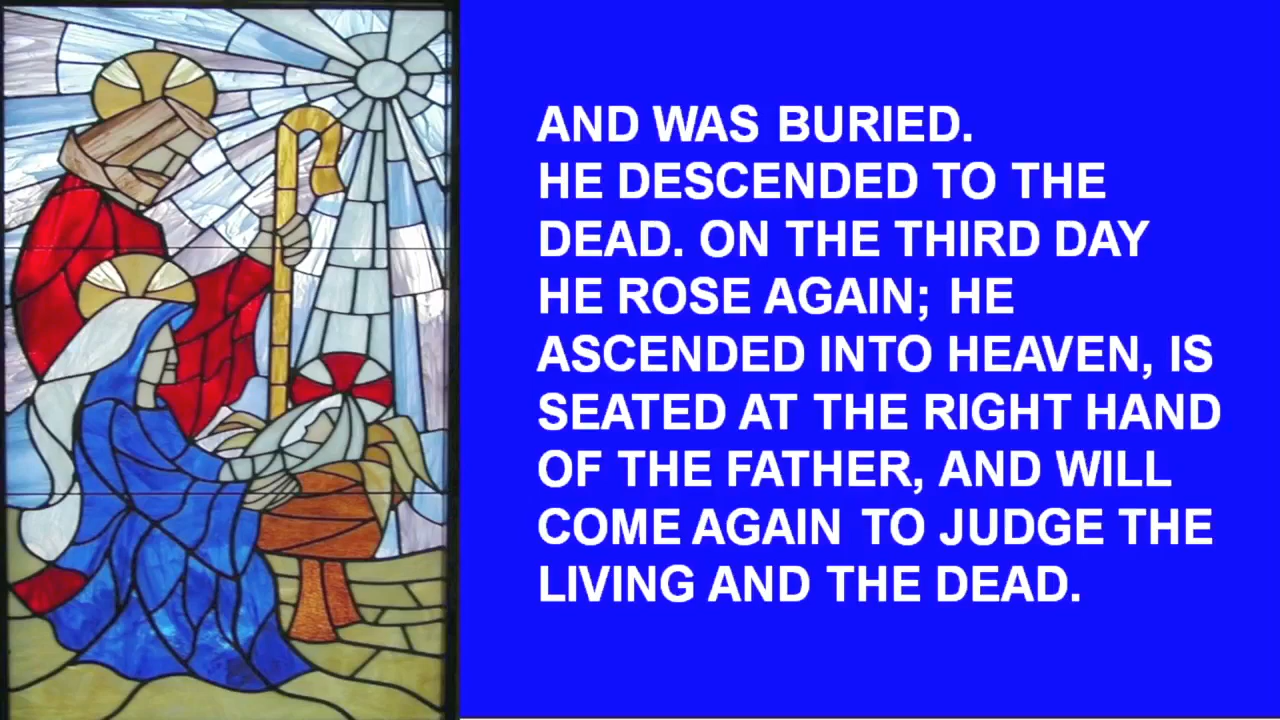 AND WAS BURIED.
HE DESCENDED TO THE
DEAD. ON THE THIRD DAY
HE ROSE AGAIN; HE
ASCENDED INTO HEAVEN, IS
SEATED AT THE RIGHT HAND
OF THE FATHER, AND WILL
COME AGAIN TO JUDGE THE
LIVING AND THE DEAD.